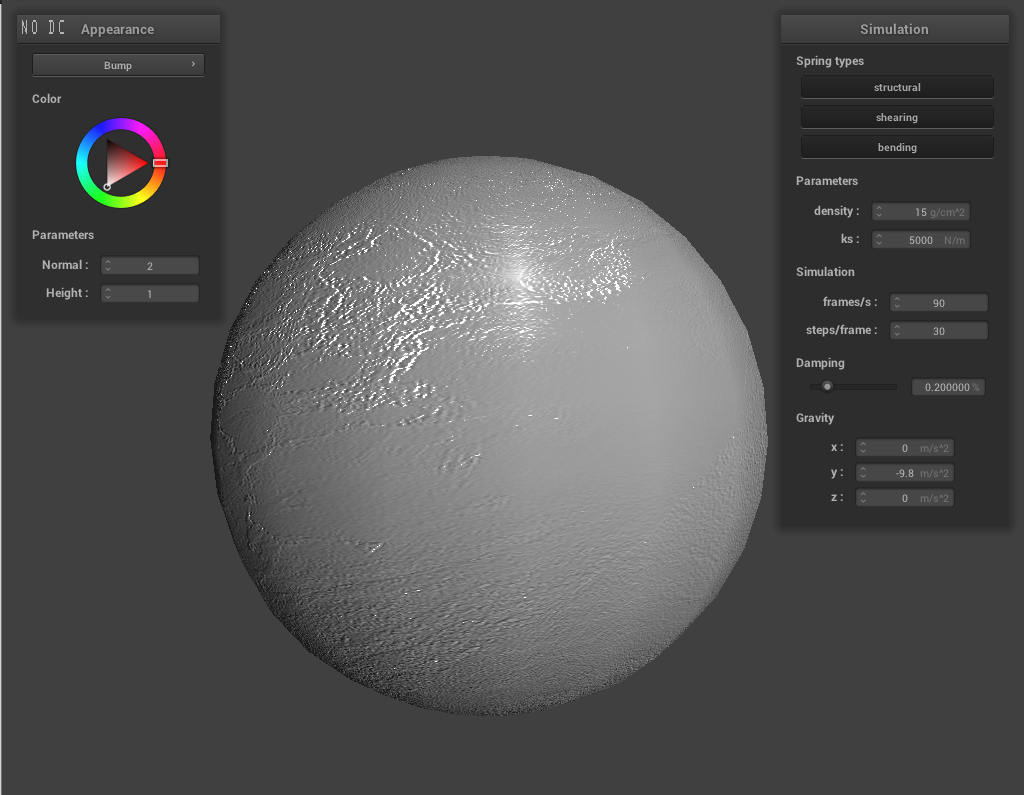 NO DC
Appearance
Bump
Color
Parameters
Normal : 2
Height : 1
Simulation
Spring types
structural
shearing
bending
Parameters
density : 15 g/cm^2
ks : 5000 N/m
Simulation
frames/s : 90
steps/frame : 30
Damping
0.200000 %
Gravity
x : 0 m/s^2
y : -9.8 m/s^2
z : 0 m/s^2